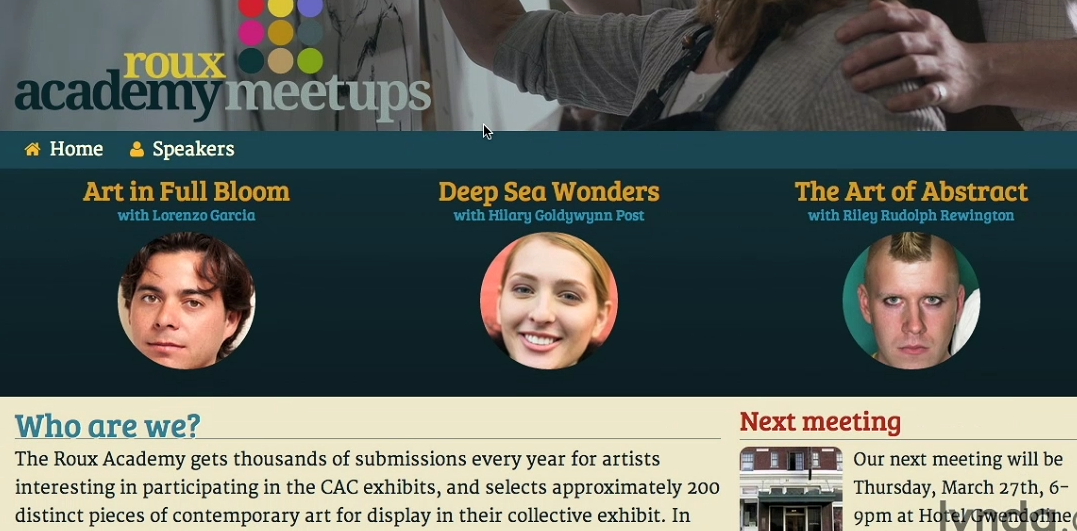 roux
academy meetups
Home Speakers
Art in Full Bloom
with Lorenzo Garcia
Deep Sea Wonders
with Hilary Goldywynn Post
The Art of Abstract
with Riley Rudolph Rewington
Who are we?
The Roux Academy gets thousands of submissions every year for artists
interesting in participating in the CAC exhibits, and selects approximately 200
distinct pieces of contemporary art for display in their collective exhibit. In
Next meeting
Our next meeting will be
Thursday, March 27th, 6–
9pm at Hotel Gwendoline